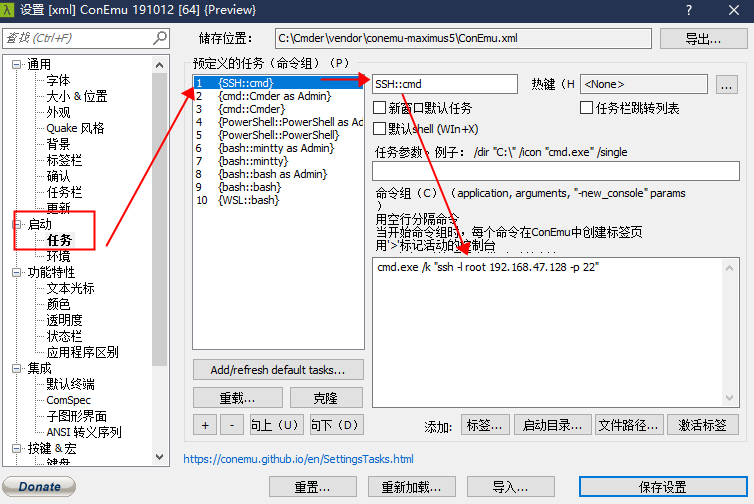 设置 [xml] ConEmu 191012 [64] {Preview}
查找 (Ctrl+F)
储存位置：
C:\Cmder\vendor\conemu-maximus5\ConEmu.xml
导出...
通用
字体
大小 & 位置
外观
Quake 风格
背景
标签栏
确认
任务栏
更新
启动
任务
环境
功能特性
文本光标
颜色
透明度
状态栏
应用程序区别
集成
默认终端
ComSpec
子图形界面
ANSI 转义序列
按键 & 宏
键盘
预定义的任务（命令组）（P）
1 {SSH::cmd}
2 {cmd::Cmder as Admin}
3 {cmd::Cmder}
4 {PowerShell::PowerShell as Ad
5 {PowerShell::PowerShell}
6 {bash::mintty as Admin}
7 {bash::mintty}
8 {bash::bash as Admin}
9 {bash::bash}
10 {WSL::bash}
Add/refresh default tasks...
重载...
克隆
+
-
向上（U）
向下（D）
SSH::cmd
热键（H
<None>
...
新窗口默认任务
任务栏跳转列表
默认shell (WIn+X)
任务参数。例子： /dir "C:\" /icon "cmd.exe" /single
命令组（C）（application, arguments, "-new_console" params
）
用空行分隔命令
当开始命令组时，每个命令在ConEmu中创建标签页
用'>'标记活动的控制台
cmd.exe /k "ssh -l root 192.168.47.128 -p 22"
添加:
标签...
启动目录...
文件路径...
激活标签
https://conemu.github.io/en/SettingsTasks.html
Donate
重置...
重新加载...
导入...
保存设置